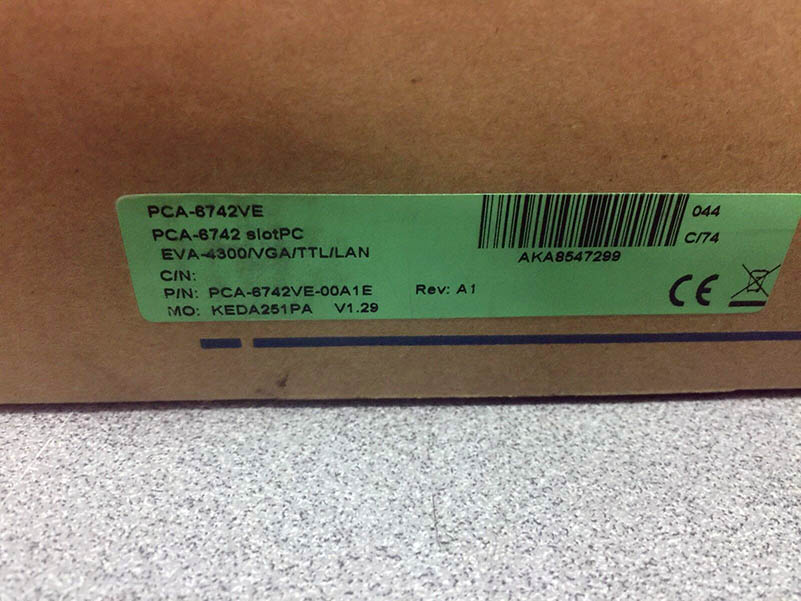 PCA-6742VE
PCA-6742 slotPC
EVA-4300/VGA/TTL/LAN
C/N:
P/N: PCA-6742VE-00A1E Rev: A1
MO: KEDA251PA V1.29
044
C/74
AKA8547299
CE